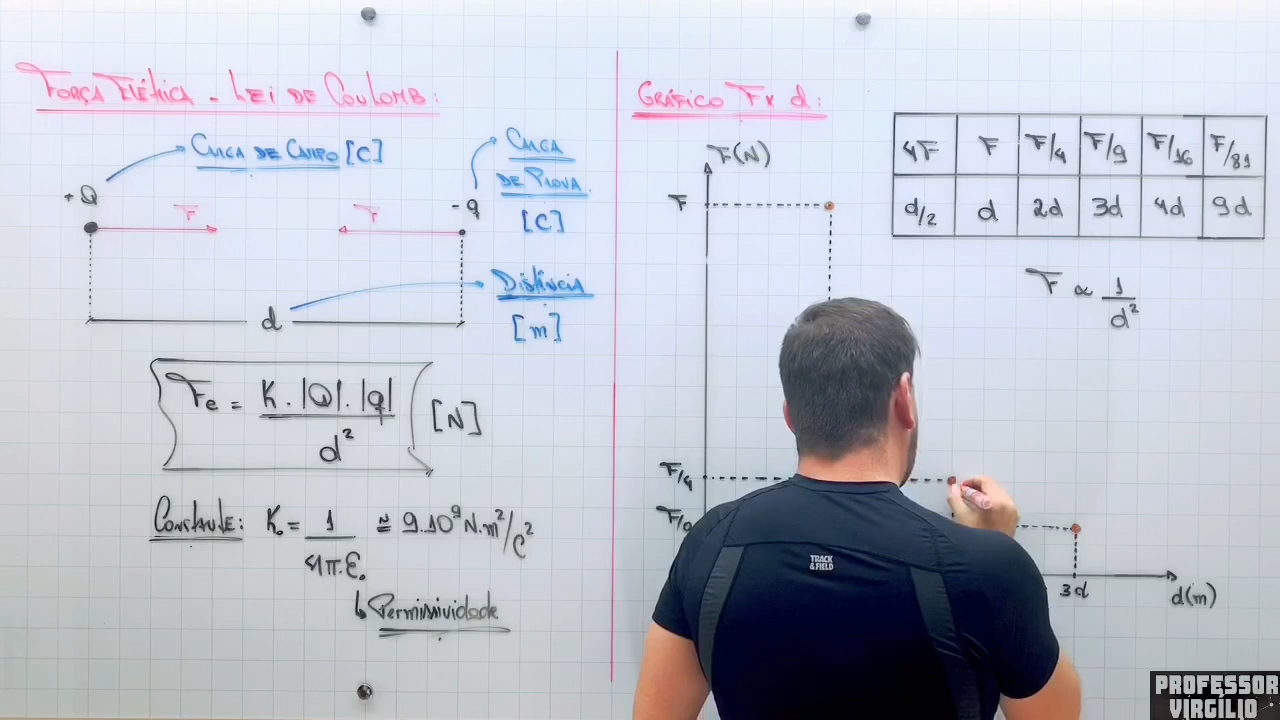 Força Elétrica - Lei de Coulomb:
Carga de Campo [C]
Carga
de Prova
[C]
+Q
-q
F
F
Distância
[m]
d
Fe = K . |Q| . |q| / d² [N]
Constante: K = 1 / 4π.ε₀ ≅ 9.10⁹ N.m²/C²
Permissividade
Gráfico F x d:
F(N)
F
F/4
F/9
3d
d(m)
4F F F/4 F/9 F/16 F/81
d/2 d 2d 3d 4d 9d
F ∝ 1 / d²
TRACK
&FIELD
PROFESSOR
VIRGÍLIO